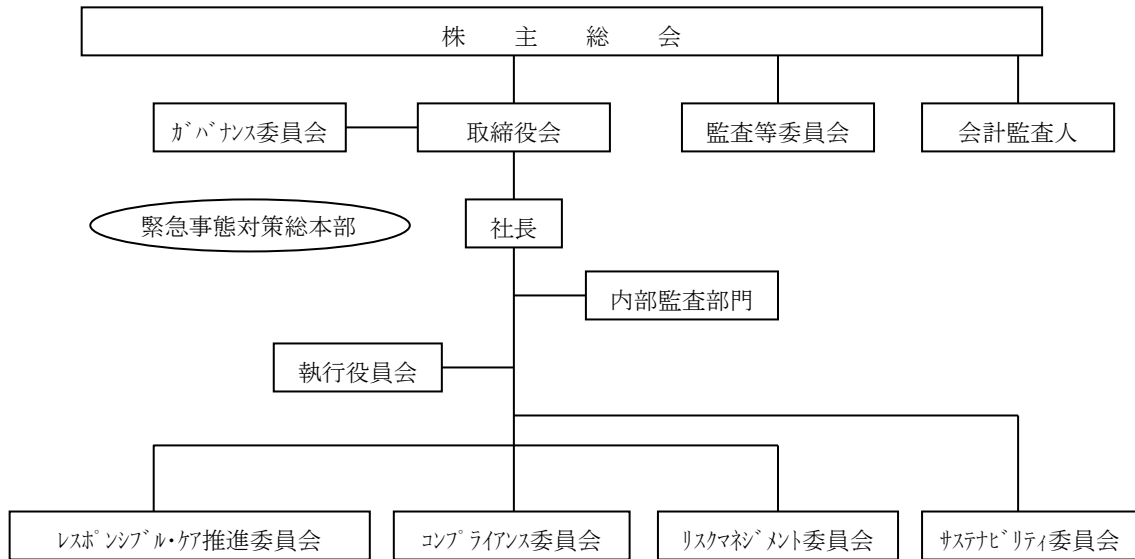 株 主 総 会
ｶﾞﾊﾞﾅﾝｽ委員会
取締役会
監査等委員会
会計監査人
緊急事態対策総本部
社長
内部監査部門
執行役員会
ﾚｽﾎﾟﾝｼﾌﾞﾙ・ｹｱ推進委員会
ｺﾝﾌﾟﾗｲｱﾝｽ委員会
ﾘｽｸﾏﾈｼﾞﾒﾝﾄ委員会
ｻｽﾃﾅﾋﾞﾘﾃｨ委員会